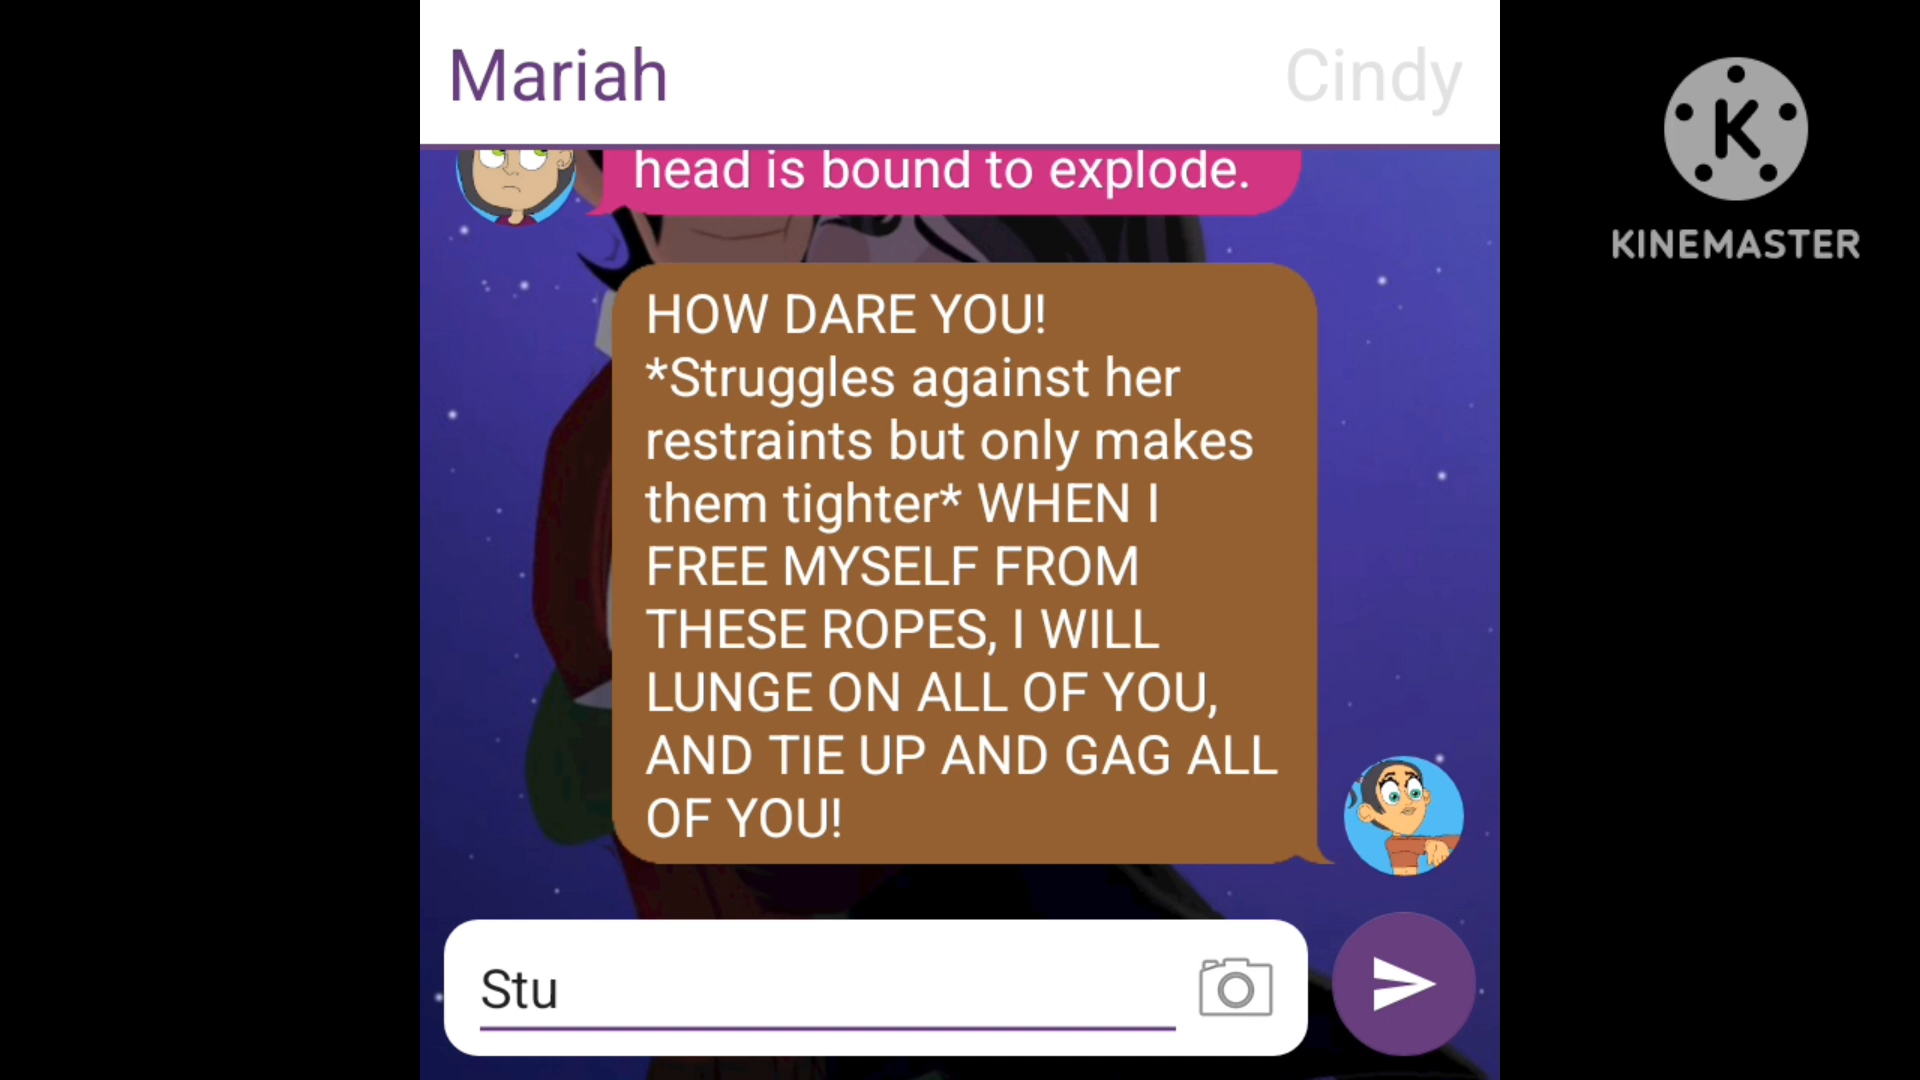 Mariah
Cindy
head is bound to explode.
HOW DARE YOU!
*Struggles against her
restraints but only makes
them tighter* WHEN I
FREE MYSELF FROM
THESE ROPES, I WILL
LUNGE ON ALL OF YOU,
AND TIE UP AND GAG ALL
OF YOU!
Stu
K
KINEMASTER